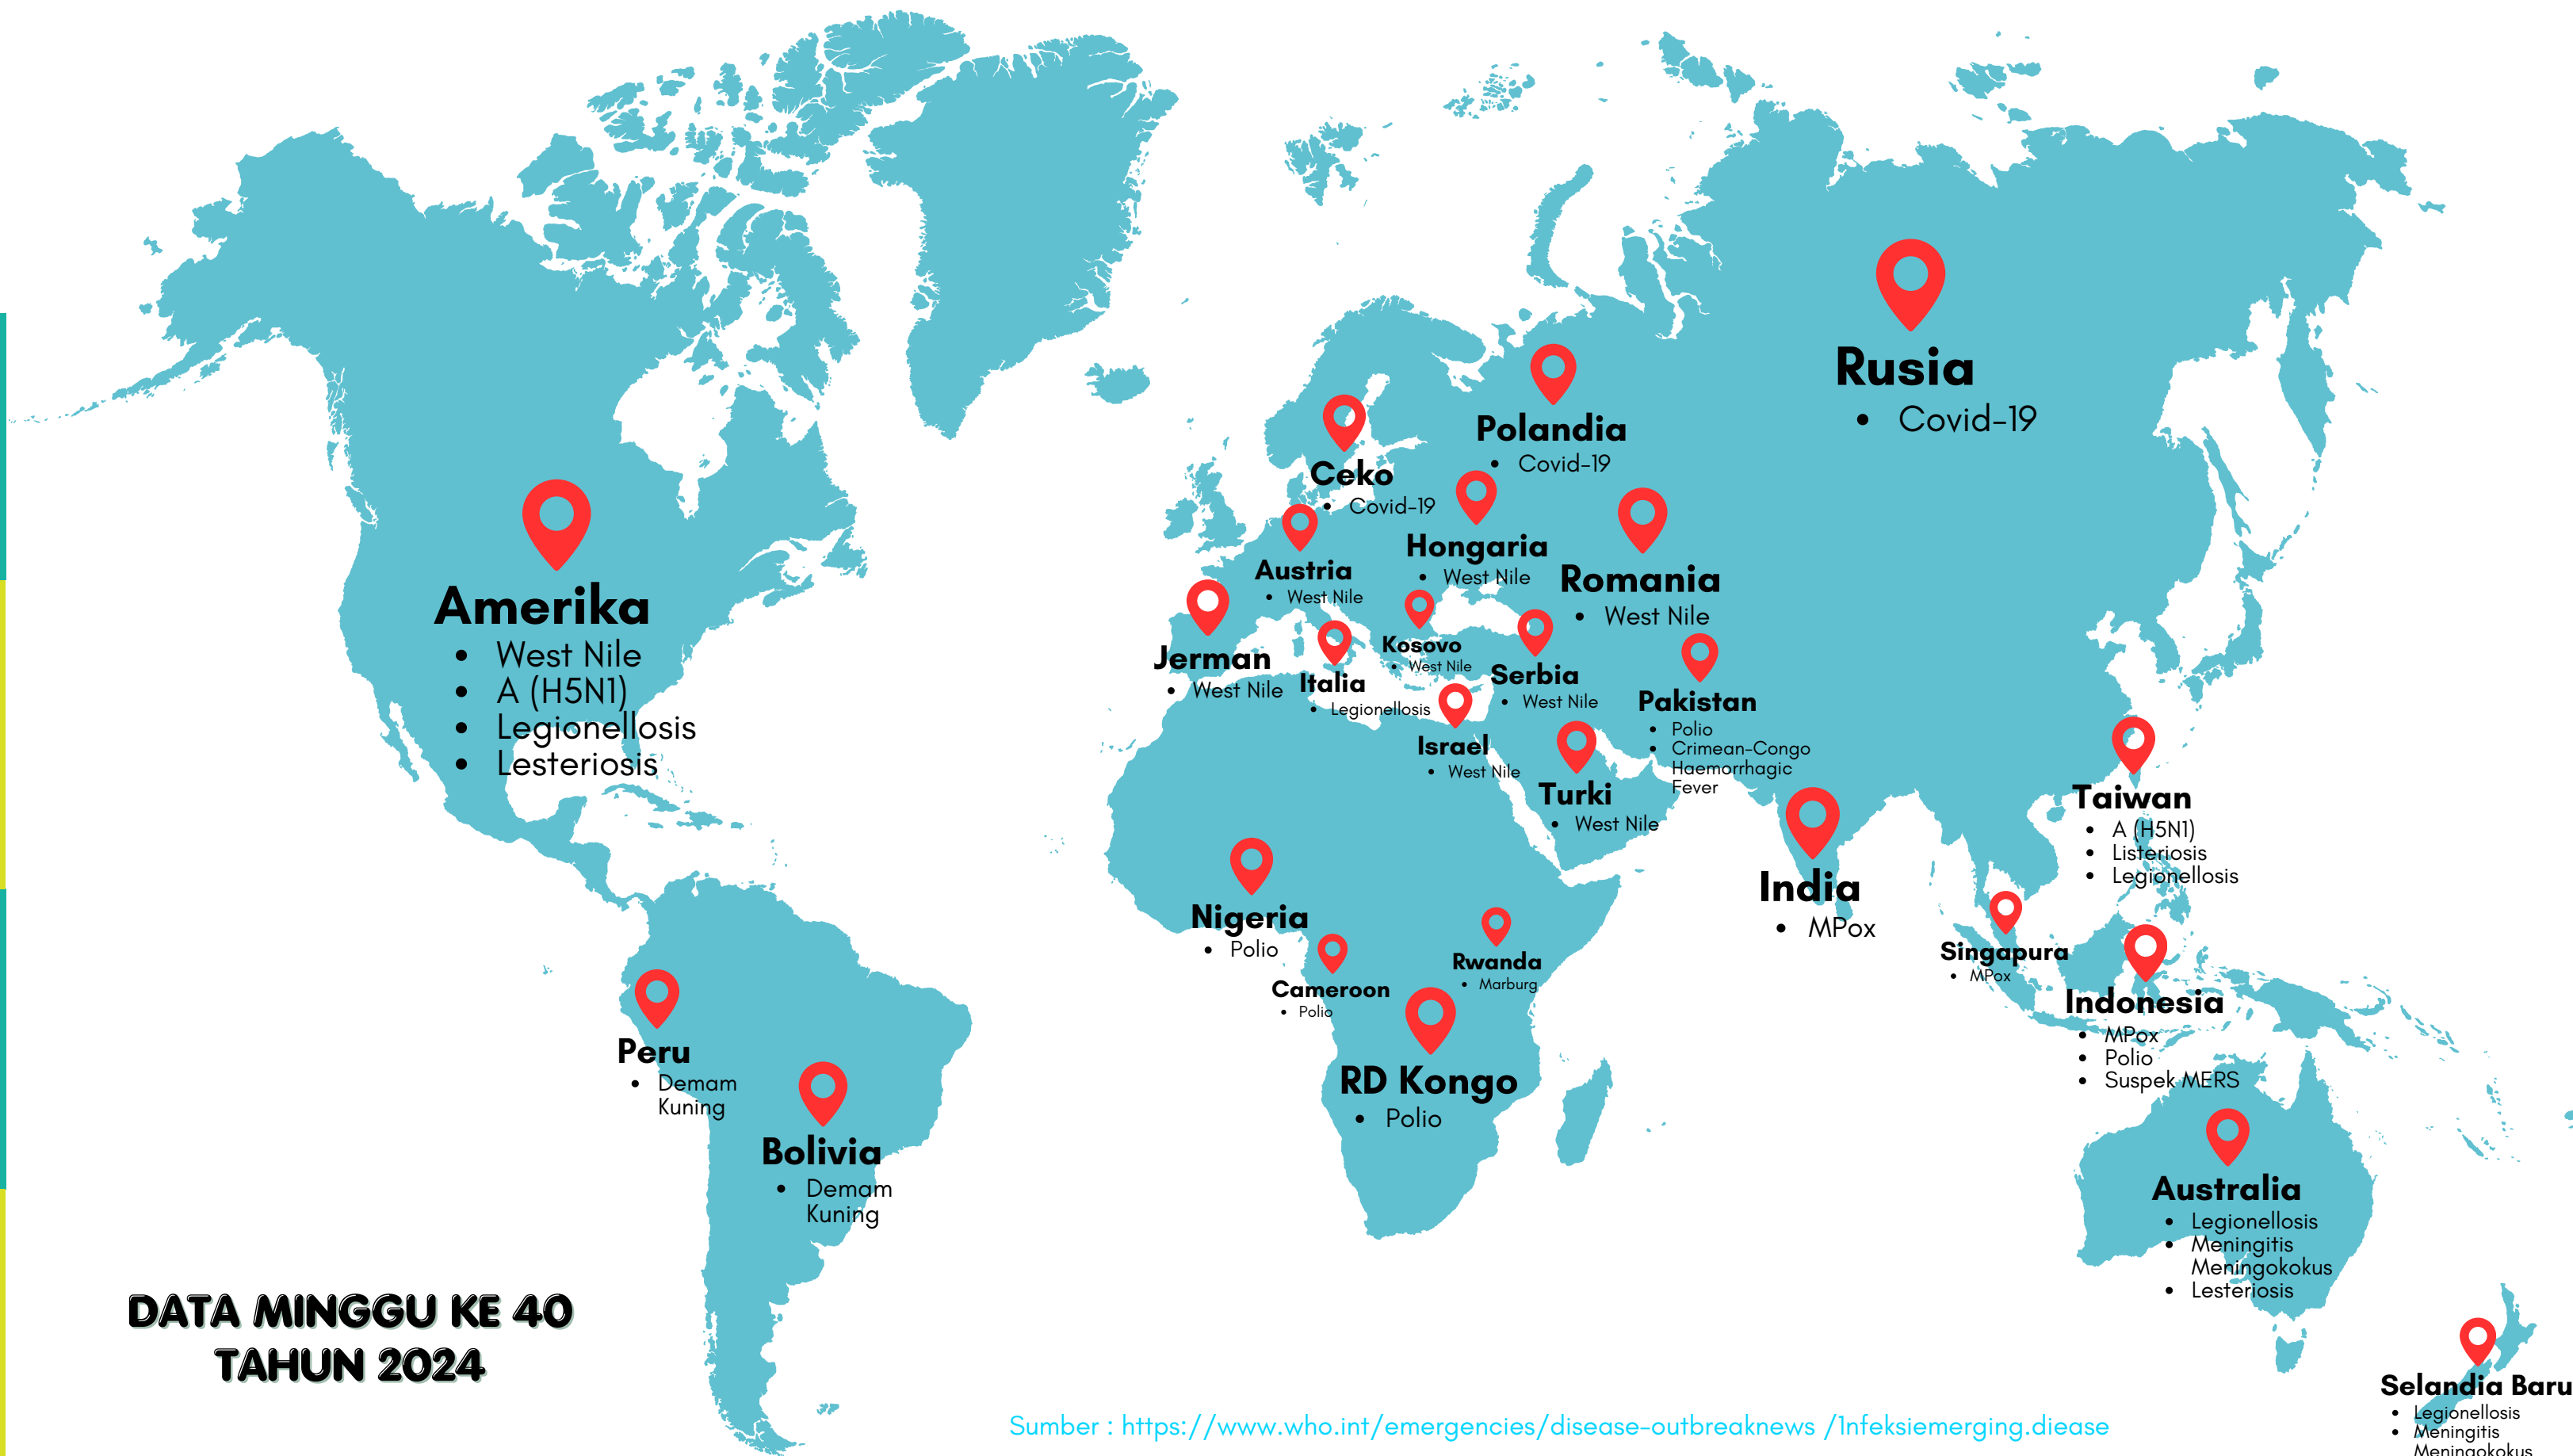 Rusia
• Covid-19
Polandia
• Covid-19
Ceko
• Covid-19
Amerika
• West Nile
• A (H5N1)
• Legionellosis
• Lesteriosis
Austria
• West Nile
Hongaria
• West Nile
Romania
• West Nile
Jerman
• West Nile
Italia
• Legionellosis
Kosovo
• West Nile
Serbia
• West Nile
Israel
• West Nile
Turki
• West Nile
Pakistan
• Polio
• Crimean-Congo
Haemorrhagic
Fever
Taiwan
• A (H5N1)
• Listeriosis
• Legionellosis
India
• MPox
Nigeria
• Polio
Cameroon
• Polio
Rwanda
• Marburg
RD Kongo
• Polio
Singapura
• MPox
Indonesia
• MPox
• Polio
• Suspek MERS
Peru
• Demam
Kuning
Bolivia
• Demam
Kuning
Australia
• Legionellosis
• Meningitis
Meningokokus
• Lesteriosis
Selandia Baru
• Legionellosis
• Meningitis
Meningokokus
DATA MINGGU KE 40
TAHUN 2024
Sumber : https://www.who.int/emergencies/disease-outbreaknews /1nfeksiemerging.diease